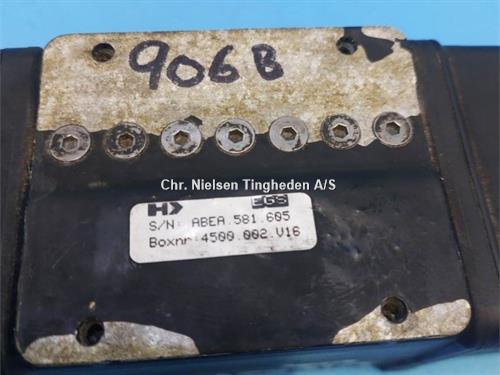 906B
Chr. Nielsen Tingheden A/S
EGS
S/N: ABEA.581.605
Boxnr:4500.002.V16